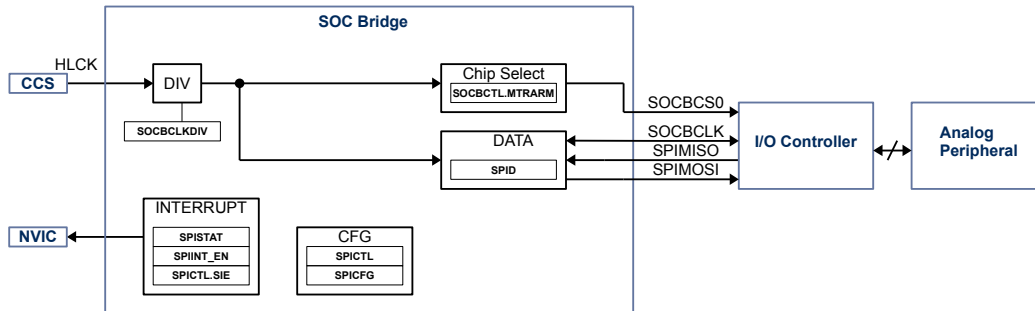 SOC Bridge
HLCK
CCS
DIV
SOCBCLKDIV
Chip Select
SOCBCTL.MTRARM
DATA
SPID
SOCBCS0
SOCBCLK
SPIMISO
SPIMOSI
I/O Controller
Analog
Peripheral
NVIC
INTERRUPT
SPISTAT
SPIINT_EN
SPICTL.SIE
CFG
SPICTL
SPICFG